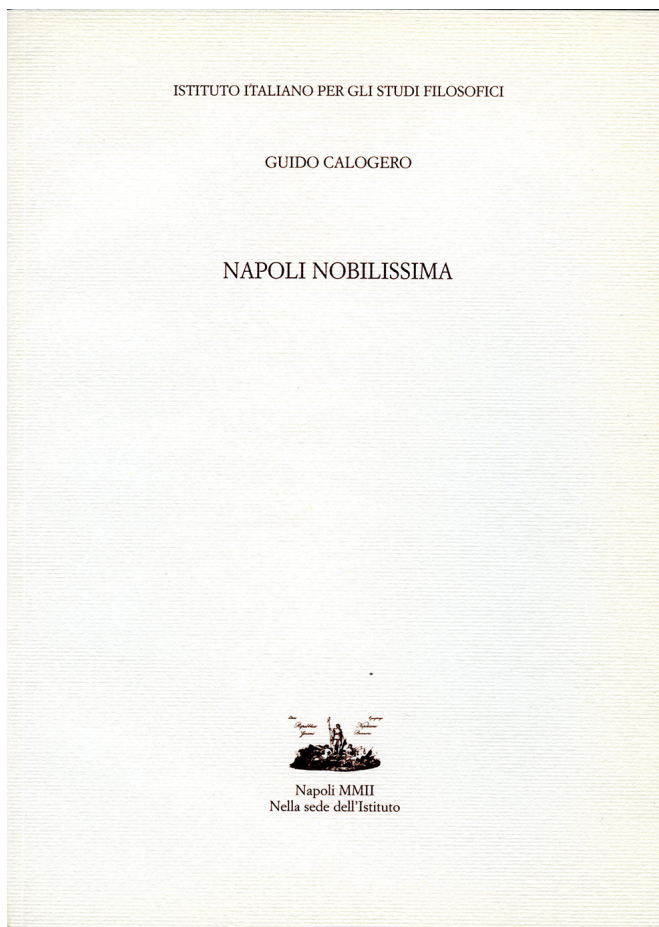 ISTITUTO ITALIANO PER GLI STUDI FILOSOFICI
GUIDO CALOGERO
NAPOLI NOBILISSIMA
Napoli MMII
Nella sede dell'Istituto